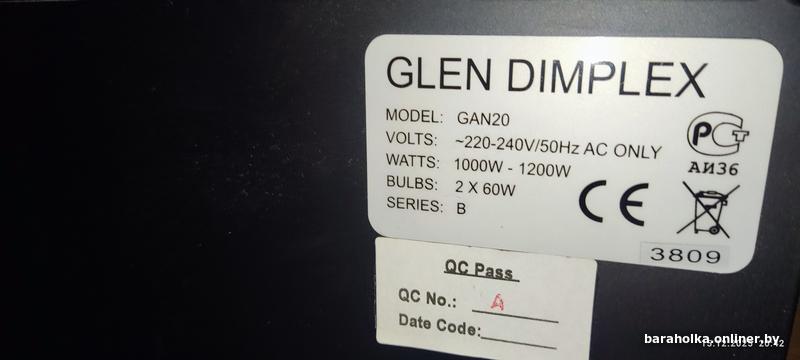 GLEN DIMPLEX
MODEL: GAN20
VOLTS: ~220-240V/50Hz AC ONLY
WATTS: 1000W - 1200W
BULBS: 2 X 60W
SERIES: B
РСТ
АИ36
CE
3809
QC Pass
QC No.: A
Date Code:
baraholka.onliner.by